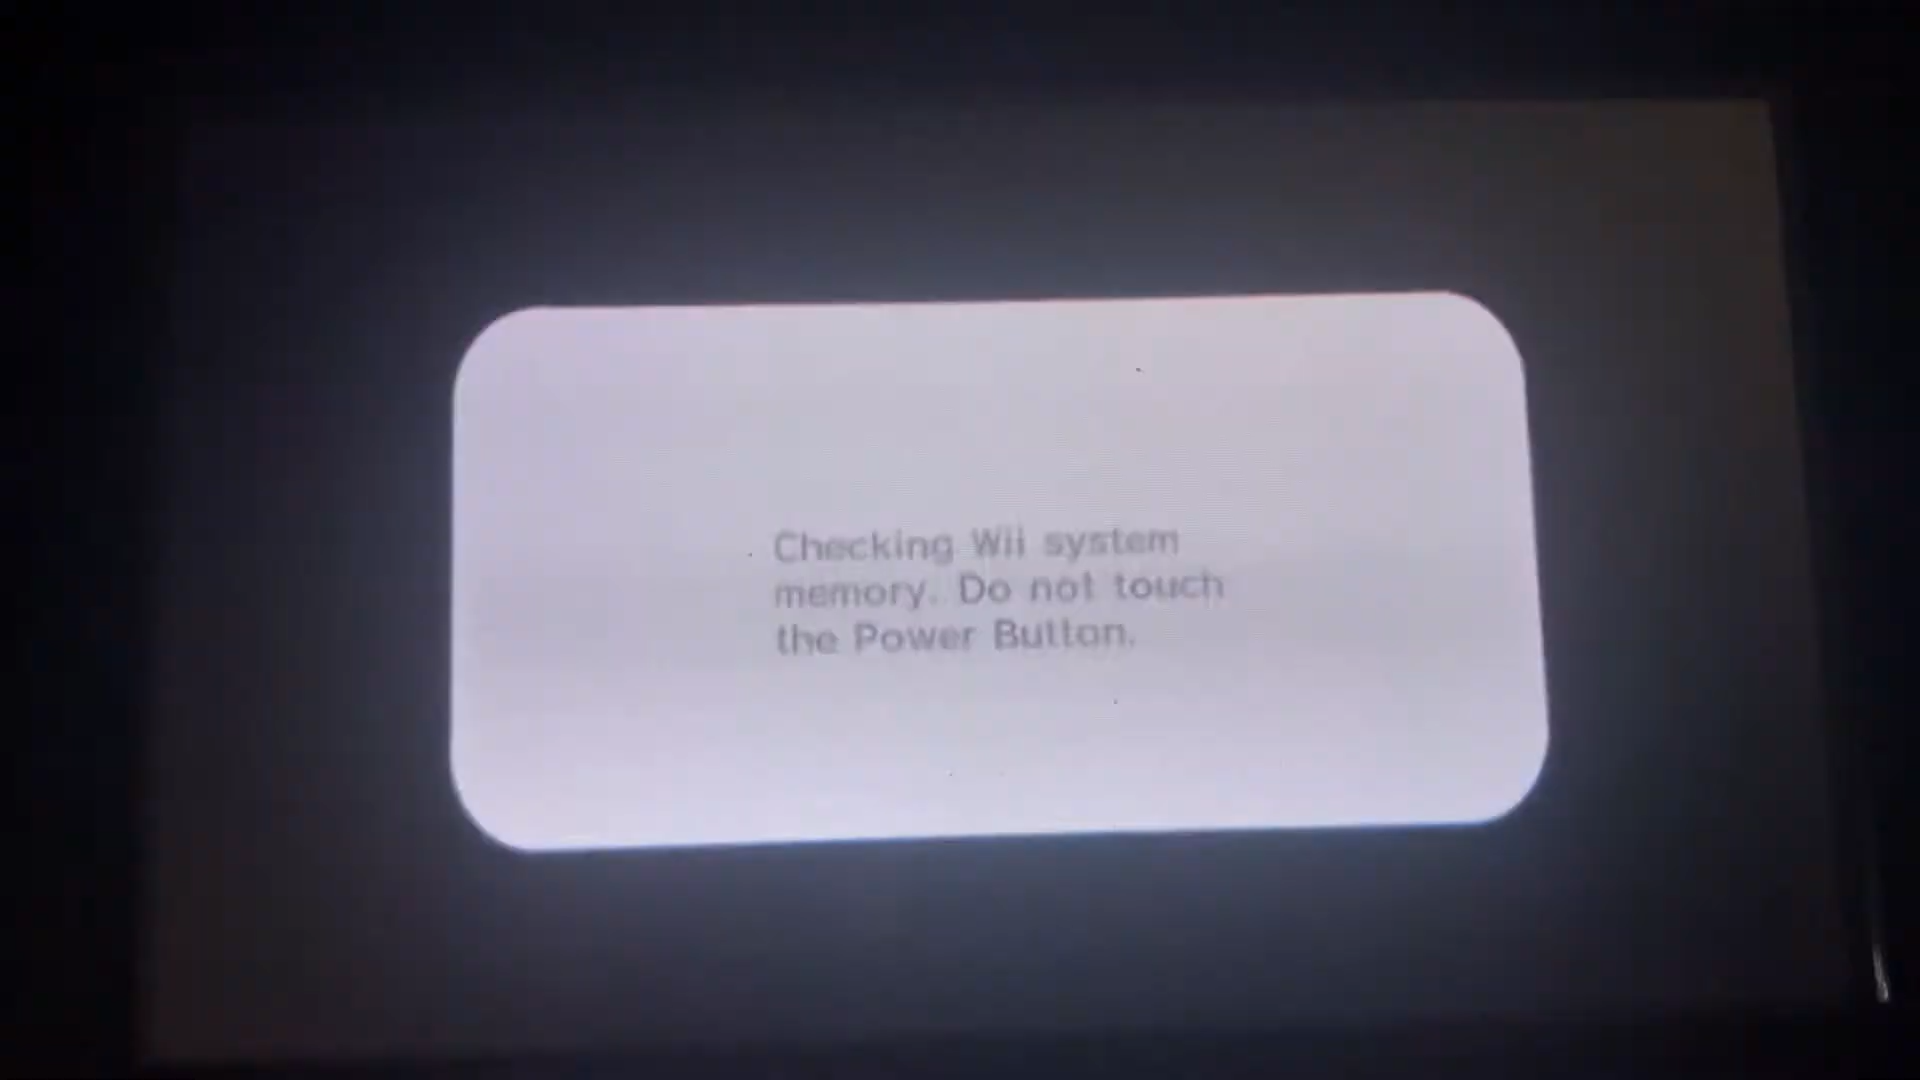 Checking Wii system
memory. Do not touch
the Power Button.